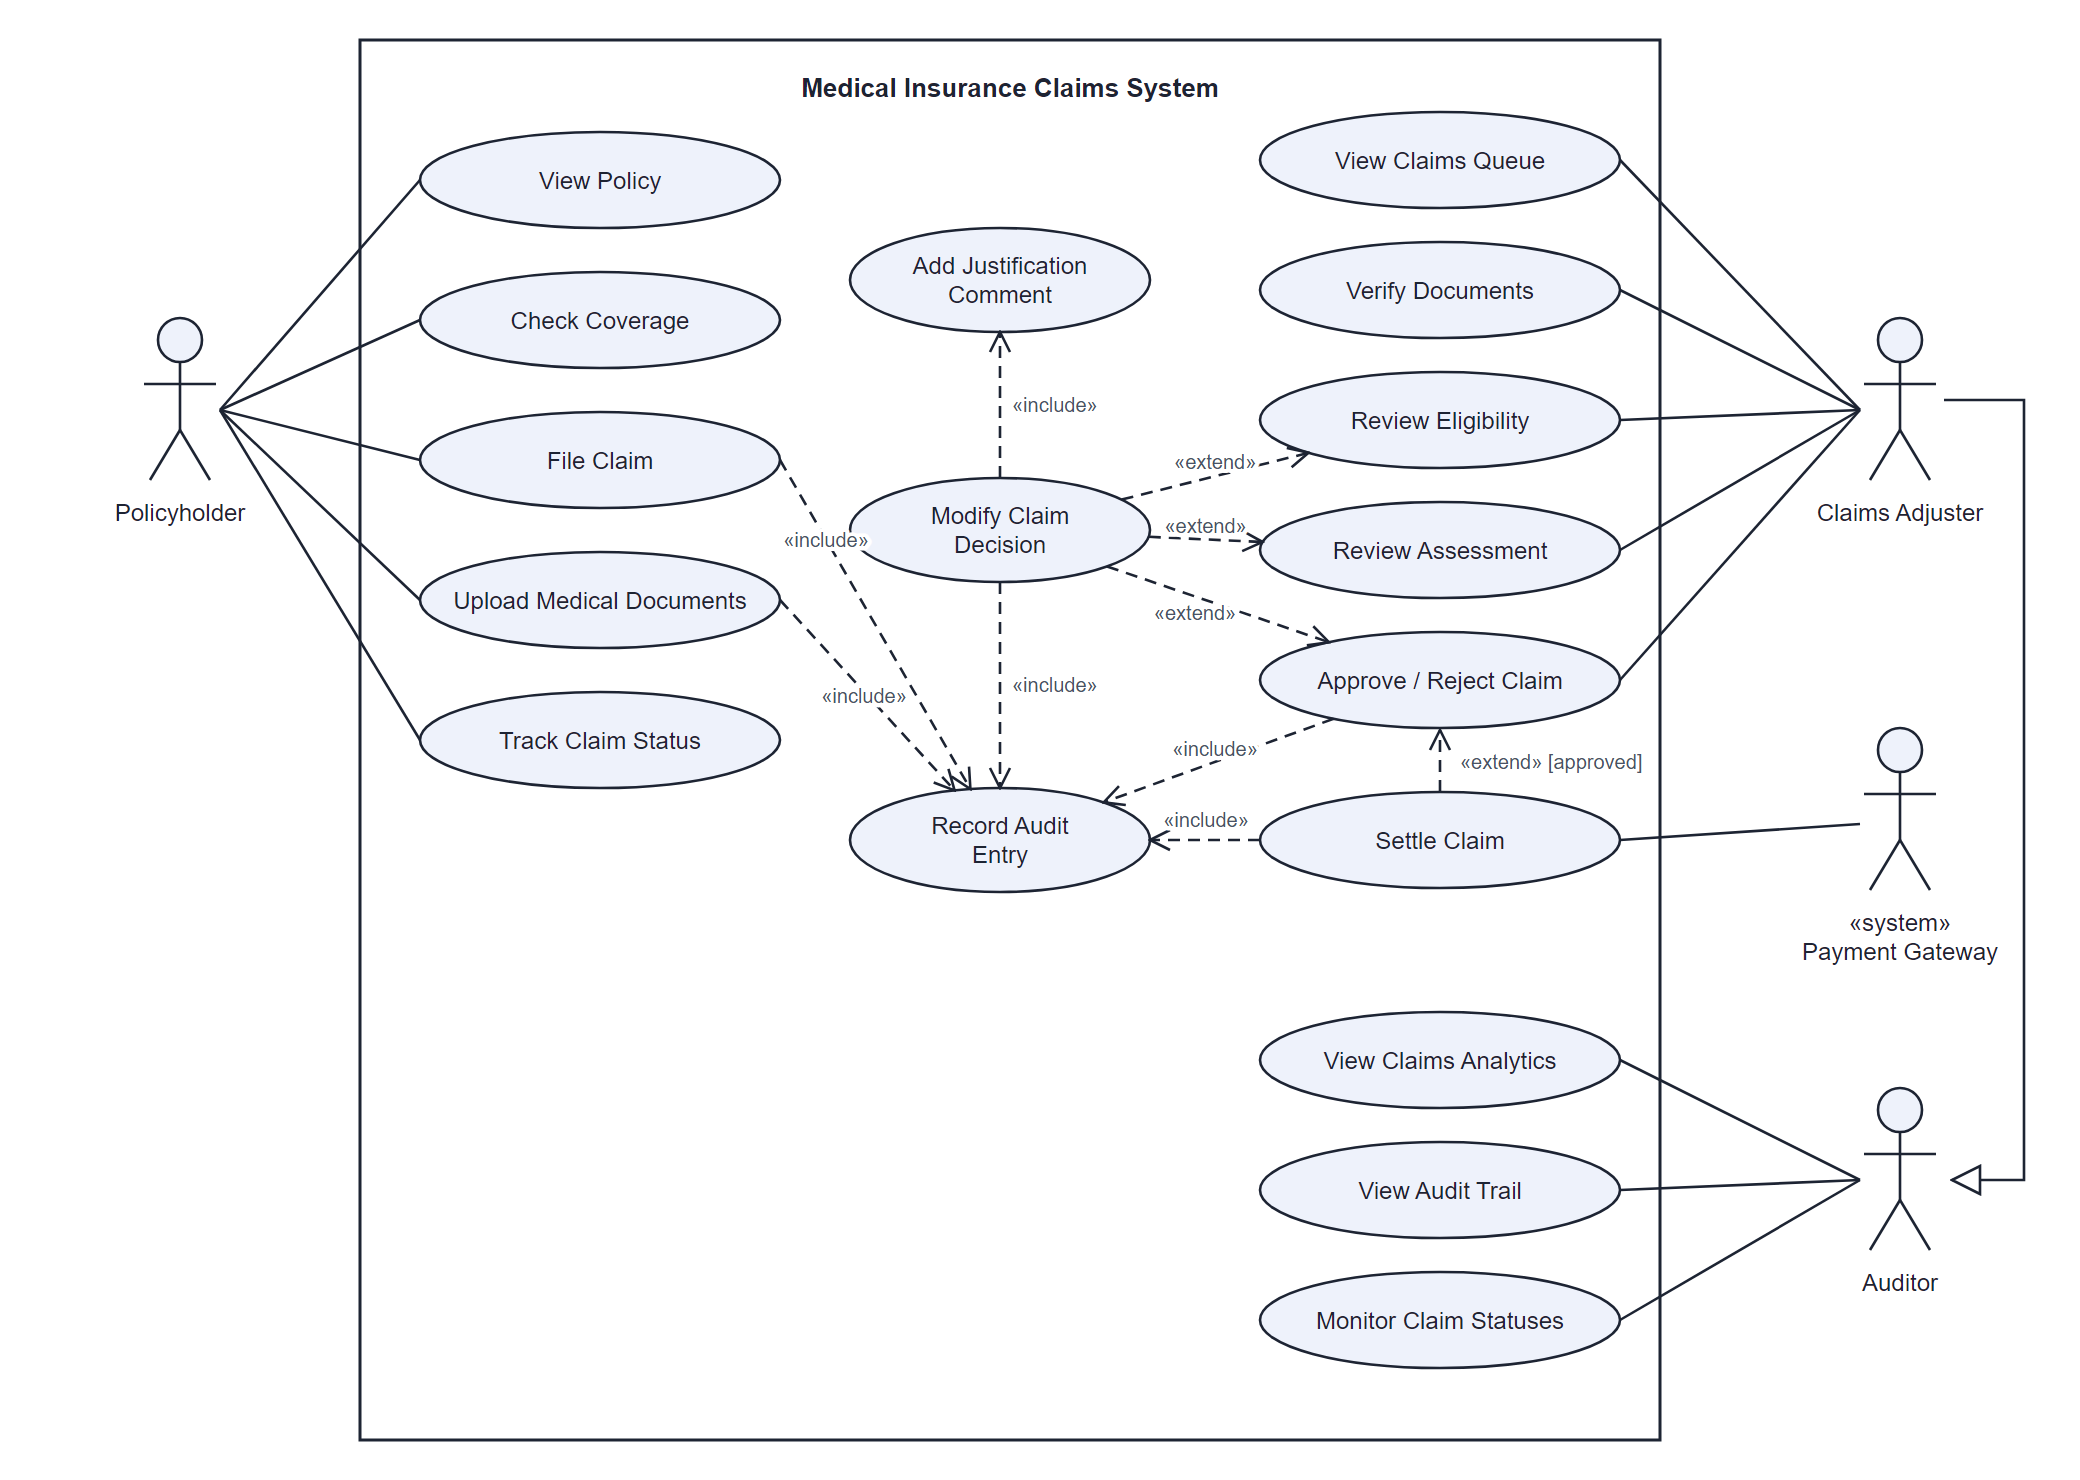 Medical Insurance Claims System
View Policy
Check Coverage
File Claim
Upload Medical Documents
Track Claim Status
Policyholder
Add Justification
Comment
«include»
Modify Claim
Decision
«include»
«include»
«include»
Record Audit
Entry
«extend»
«extend»
«extend»
«include»
«include»
«extend» [approved]
View Claims Queue
Verify Documents
Review Eligibility
Review Assessment
Approve / Reject Claim
Settle Claim
View Claims Analytics
View Audit Trail
Monitor Claim Statuses
Claims Adjuster
«system»
Payment Gateway
Auditor